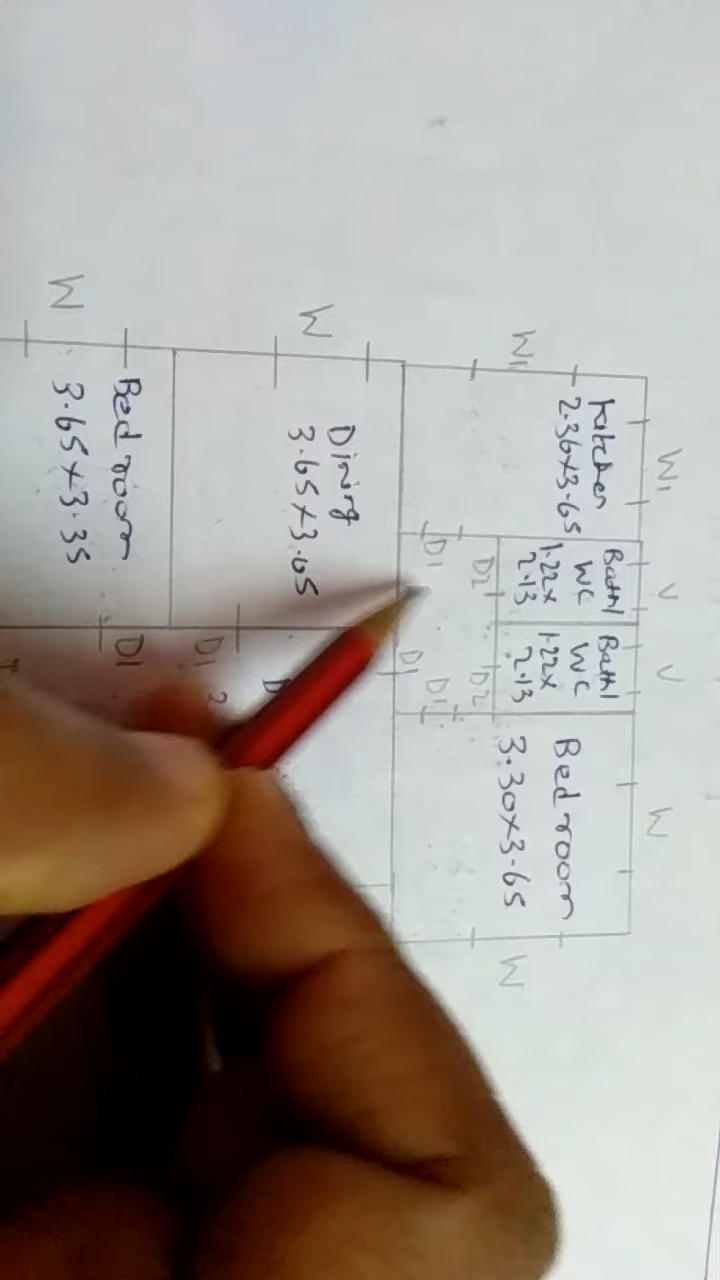 W
W
W1
Kitchen
2.36x3.65
W1
Dining
3.65x3.65
Bed room
3.65x3.35
Bath/
WC
1.22x
2.13
V
Bath/
WC
1.22x
2.13
V
D1
D2
D1
D1
D2
D1
D1
Bed room
3.30x3.65
W
W